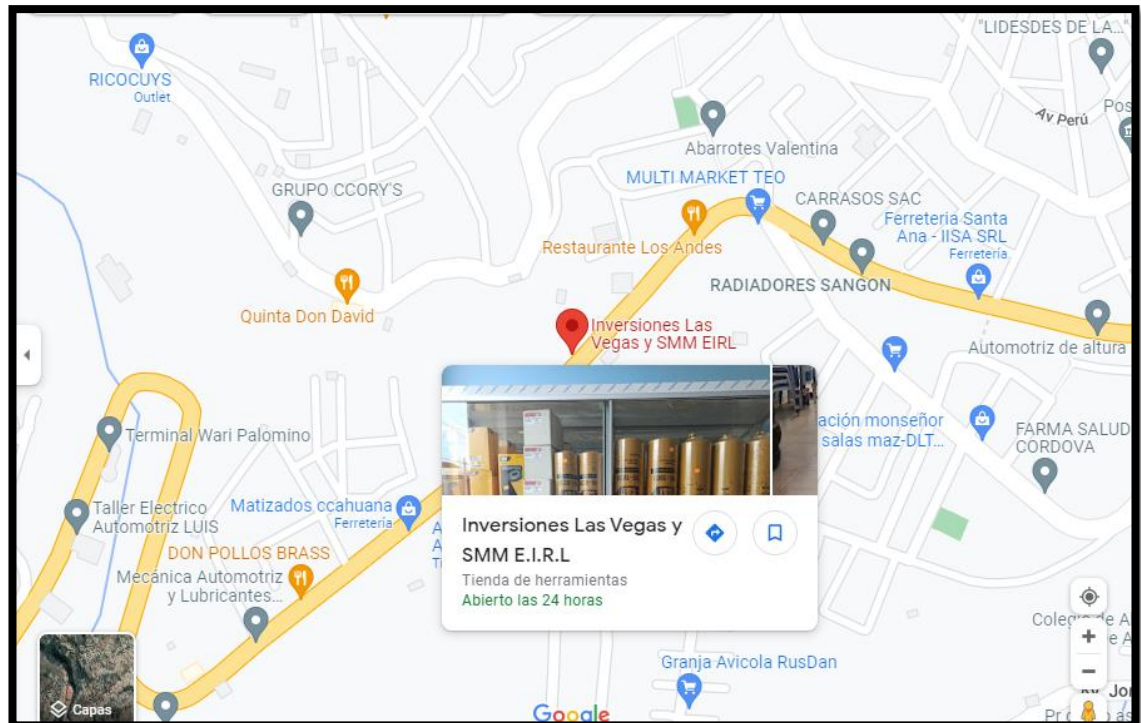 "LIDESDES DE LA..."
RICOCUYS
Outlet
Av Perú
Pos
Abarrotes Valentina
MULTI MARKET TEO
GRUPO CCORY'S
CARRASOS SAC
Ferreteria Santa
Ana - IISA SRL
Ferretería
Restaurante Los Andes
RADIADORES SANGON
Quinta Don David
Inversiones Las
Vegas y SMM EIRL
Automotriz de altura
ación monseñor
salas maz-DLT...
FARMA SALUD
CORDOVA
Terminal Wari Palomino
Taller Electrico
Automotriz LUIS
Matizados ccahuana
Ferretería
DON POLLOS BRASS
Mecánica Automotriz
y Lubricantes...
Inversiones Las Vegas y
SMM E.I.R.L
Tienda de herramientas
Abierto las 24 horas
Granja Avicola RusDan
Capas
Google